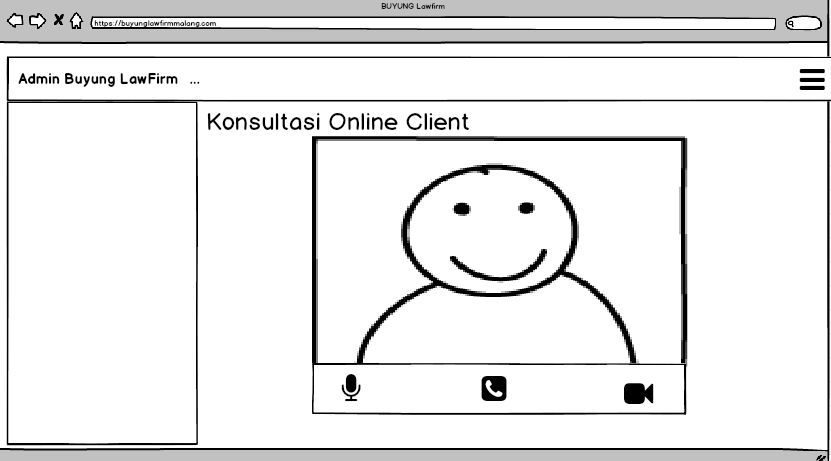 BUYUNG Lawfirm
https://buyunglawfirmmalang.com
Admin Buyung LawFirm ...
Konsultasi Online Client